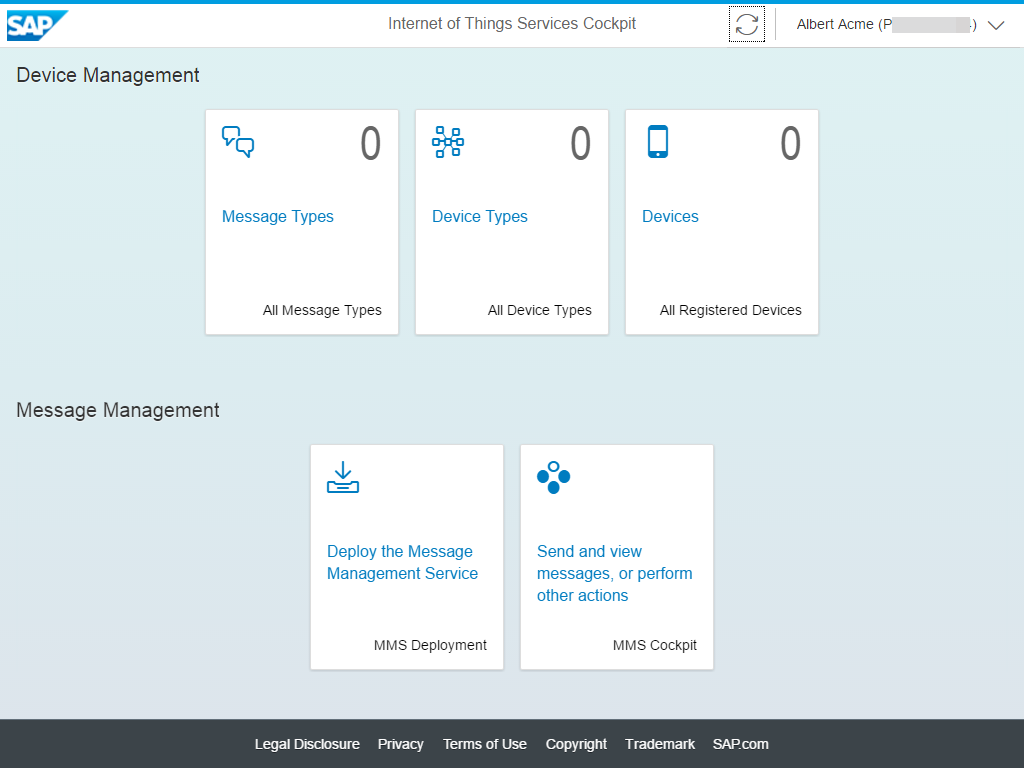 SAP
Internet of Things Services Cockpit
Albert Acme (P .)
Device Management
0
Message Types
All Message Types
0
Device Types
All Device Types
0
Devices
All Registered Devices
Message Management
Deploy the Message
Management Service
MMS Deployment
Send and view
messages, or perform
other actions
MMS Cockpit
Legal Disclosure Privacy Terms of Use Copyright Trademark SAP.com